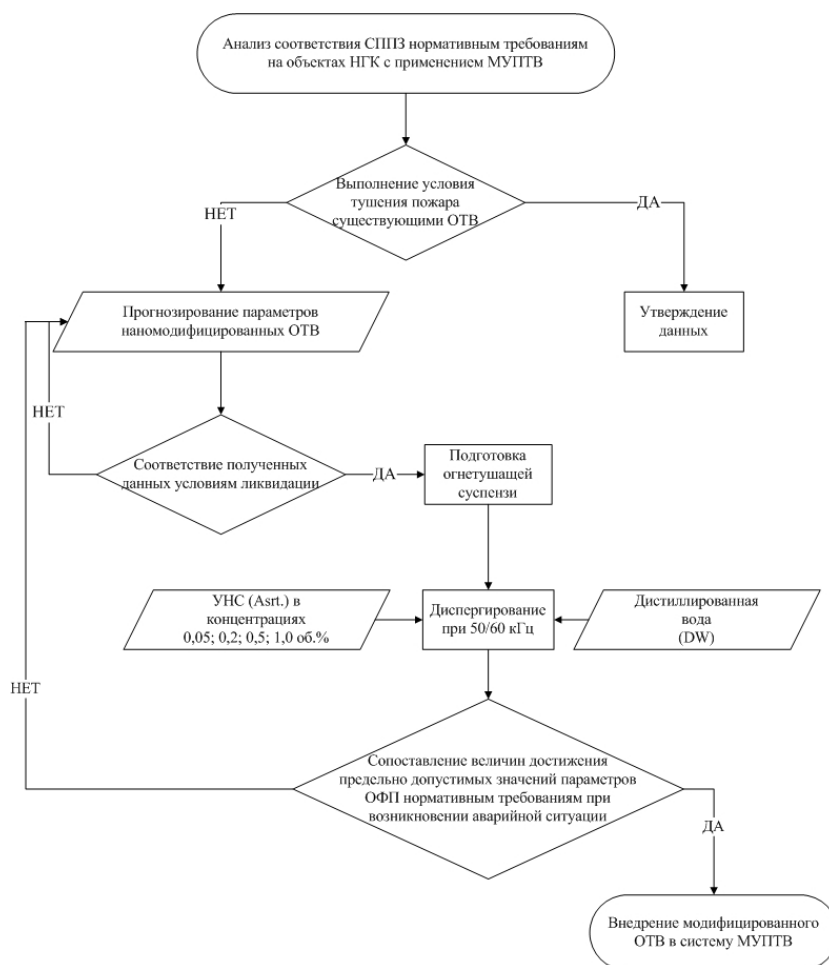 Анализ соответствия СППЗ нормативным требованиям
на объектах НГК с применением МУПТВ
Выполнение условия
тушения пожара
существующими ОТВ
НЕТ
ДА
Прогнозирование параметров
наномодифицированных ОТВ
Утверждение
данных
НЕТ
Соответствие полученных
данных условиям ликвидации
ДА
Подготовка
огнетушащей
суспензи
УНС (Asrt.) в
концентрациях
0,05; 0,2; 0,5; 1,0 об.%
Диспергирование
при 50/60 кГц
Дистиллированная
вода
(DW)
НЕТ
Сопоставление величин достижения
предельно допустимых значений параметров
ОФП нормативным требованиям при
возникновении аварийной ситуации
ДА
Внедрение модифицированного
ОТВ в систему МУПТВ